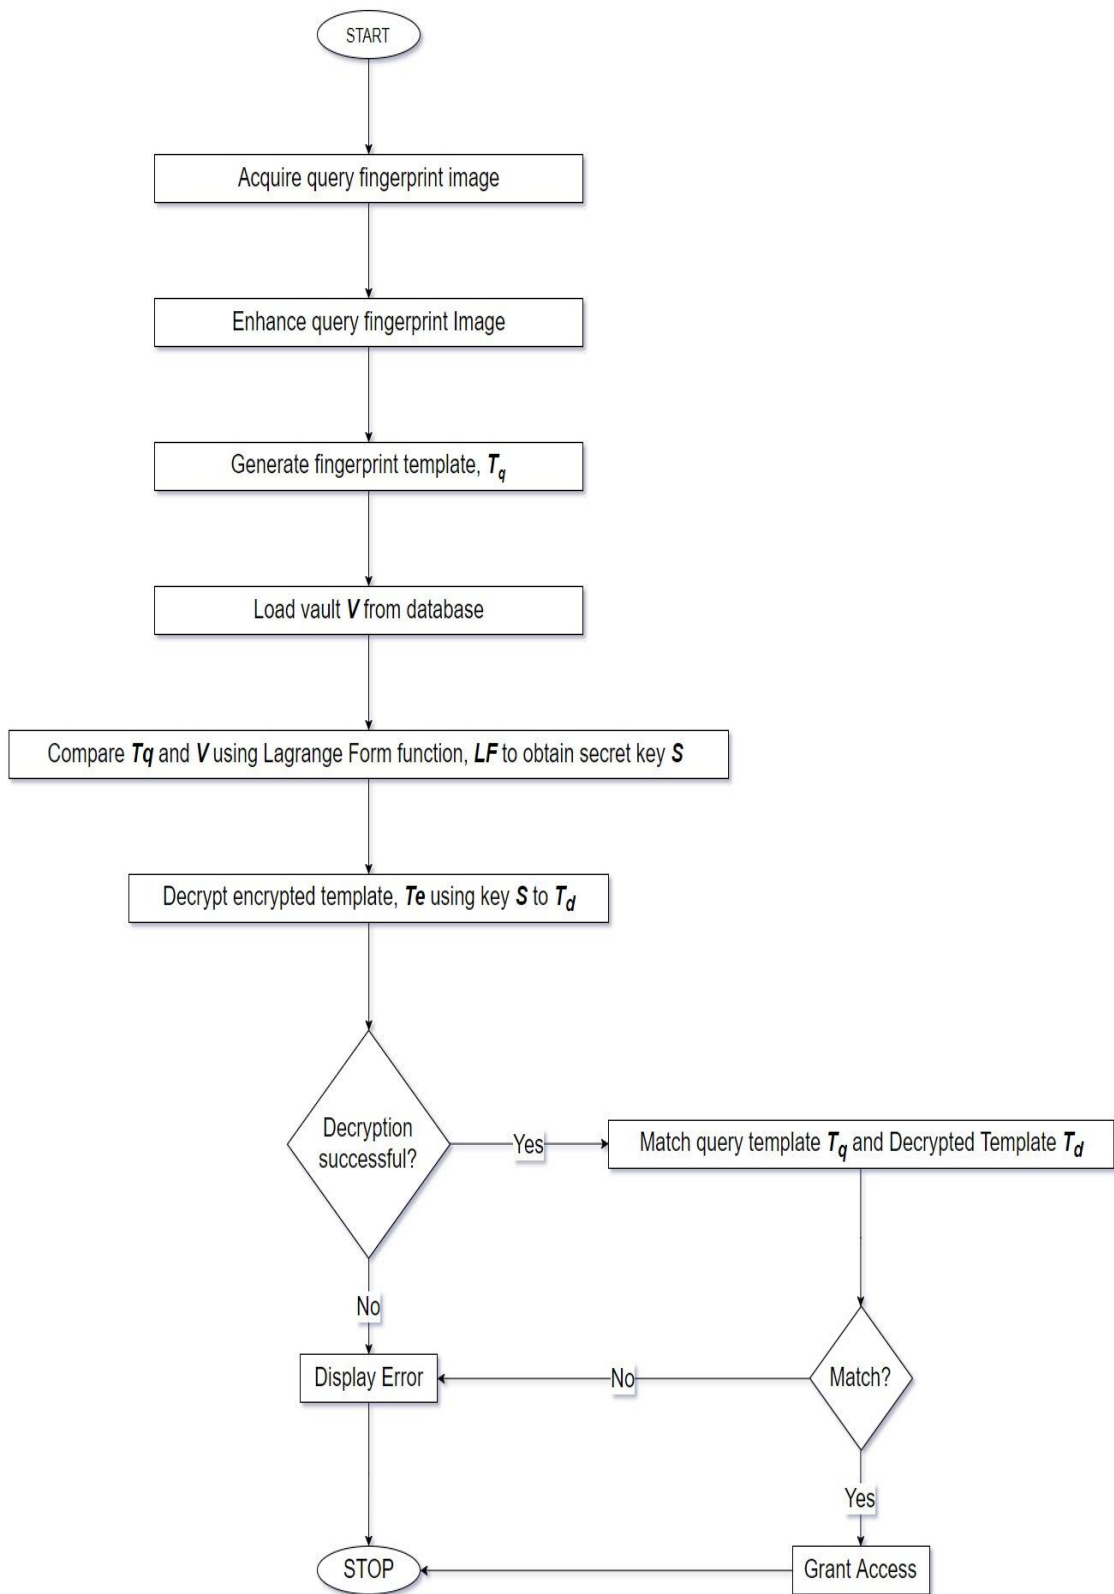 START
Acquire query fingerprint image
Enhance query fingerprint Image
Generate fingerprint template, Tq
Load vault V from database
Compare Tq and V using Lagrange Form function, LF to obtain secret key S
Decrypt encrypted template, Te using key S to Td
Decryption
successful?
Yes
Match query template Tq and Decrypted Template Td
No
Display Error
No
Match?
Yes
STOP
Grant Access